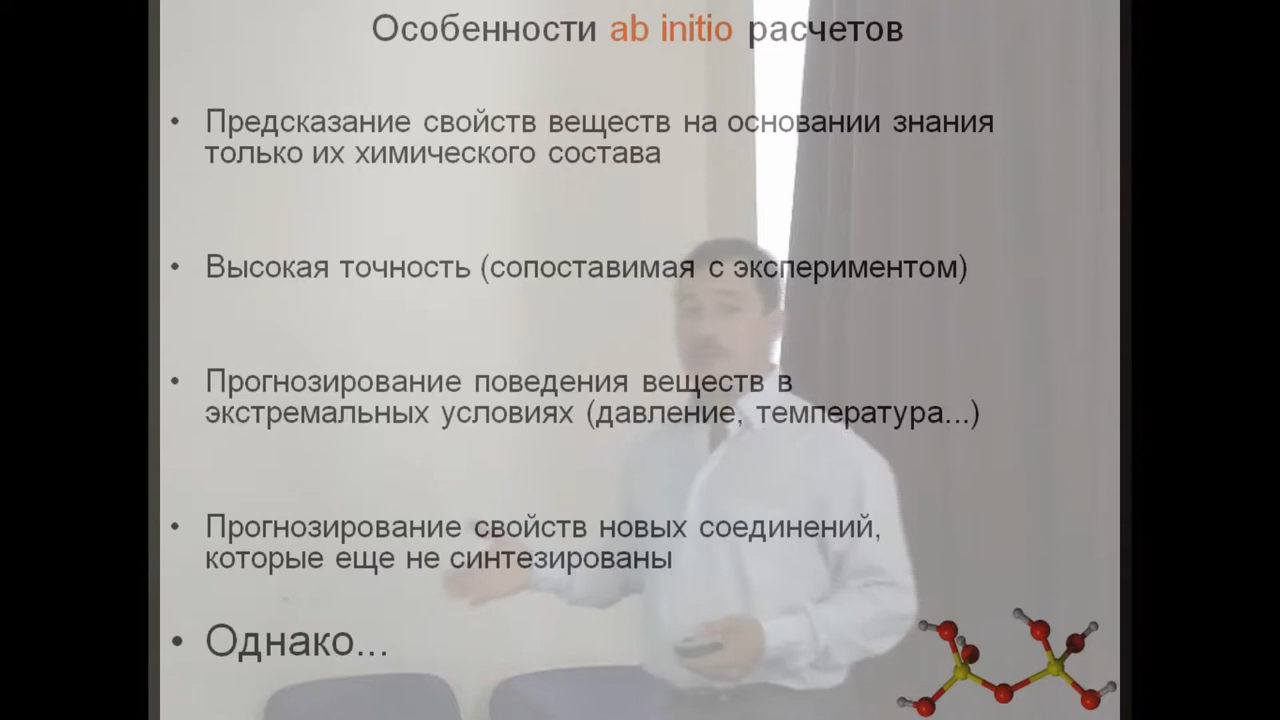 Особенности ab initio расчетов
• Предсказание свойств веществ на основании знания
только их химического состава
• Высокая точность (сопоставимая с экспериментом)
• Прогнозирование поведения веществ в
экстремальных условиях (давление, температура...)
• Прогнозирование свойств новых соединений,
которые еще не синтезированы
• Однако...